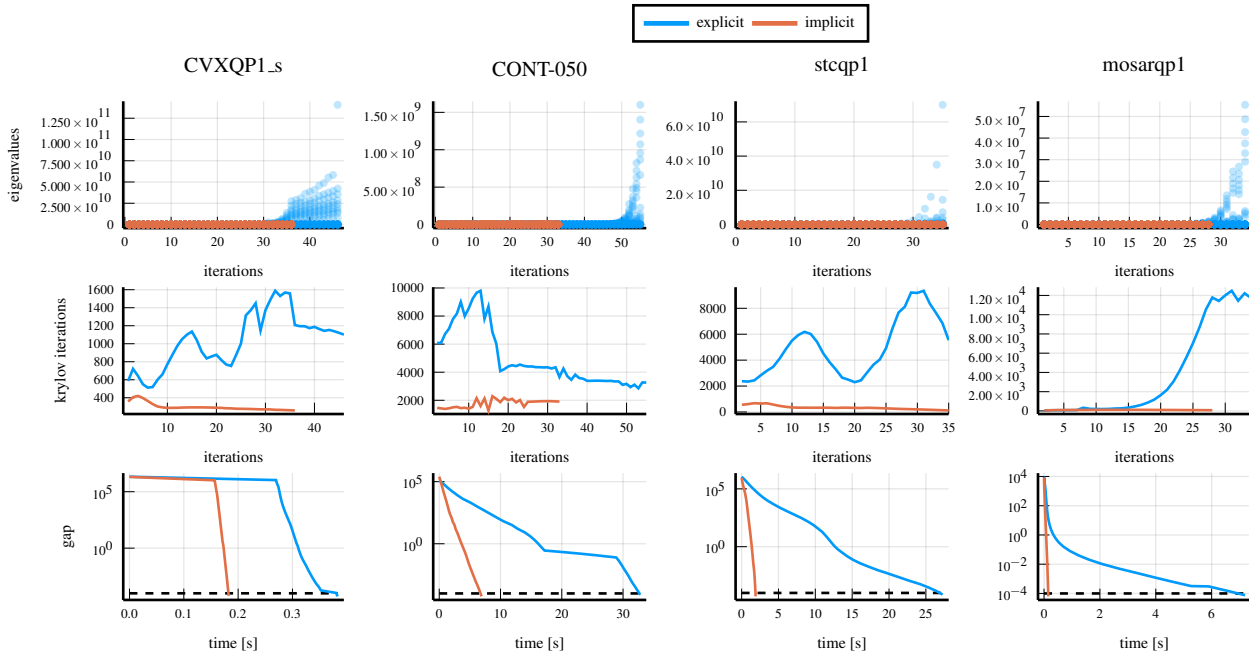 explicit implicit
CVXQP1_s CONT-050 stcqp1 mosarqp1
eigenvalues
1.250 × 10^11
1.000 × 10^11
7.500 × 10^10
5.000 × 10^10
2.500 × 10^10
0
0 10 20 30 40
iterations
1.50 × 10^9
1.00 × 10^9
5.00 × 10^8
0
0 10 20 30 40 50
iterations
6.0 × 10^10
4.0 × 10^10
2.0 × 10^10
0
0 10 20 30
iterations
5.0 × 10^7
4.0 × 10^7
3.0 × 10^7
2.0 × 10^7
1.0 × 10^7
0
5 10 15 20 25 30
iterations
krylov iterations
1600
1400
1200
1000
800
600
400
10 20 30 40
iterations
10000
8000
6000
4000
2000
10 20 30 40 50
iterations
8000
6000
4000
2000
0
5 10 15 20 25 30 35
iterations
1.20 × 10^4
1.00 × 10^4
8.00 × 10^3
6.00 × 10^3
4.00 × 10^3
2.00 × 10^3
0
5 10 15 20 25 30
iterations
gap
10^5
10^0
0.0 0.1 0.2 0.3
time [s]
10^5
10^0
0 10 20 30
time [s]
10^5
10^0
0 10 20
time [s]
10^4
10^2
10^0
10^−2
10^−4
0 2 4 6
time [s]